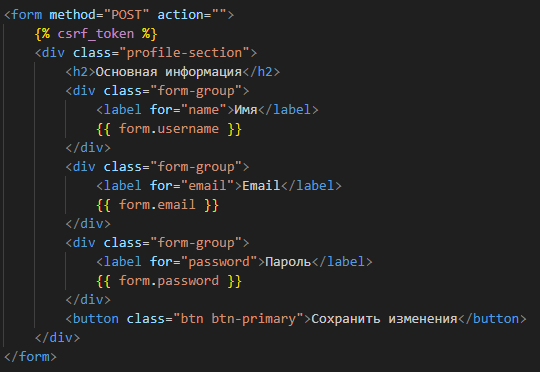 <form method="POST" action="">
    {% csrf_token %}
    <div class="profile-section">
        <h2>Основная информация</h2>
        <div class="form-group">
            <label for="name">Имя</label>
            {{ form.username }}
        </div>
        <div class="form-group">
            <label for="email">Email</label>
            {{ form.email }}
        </div>
        <div class="form-group">
            <label for="password">Пароль</label>
            {{ form.password }}
        </div>
        <button class="btn btn-primary">Сохранить изменения</button>
    </div>
</form>